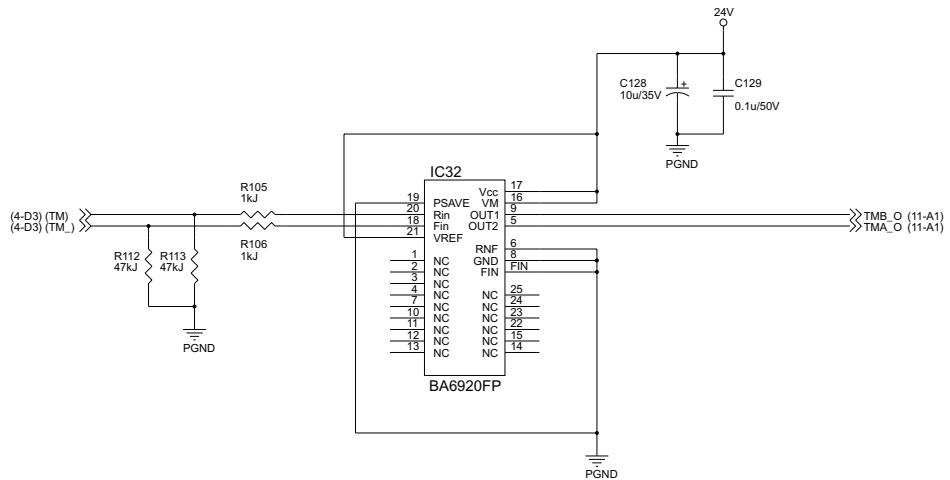 24V
C128
10u/35V
C129
0.1u/50V
PGND
IC32
R105
1kJ
(4-D3) (TM)
(4-D3) (TM_)
R106
1kJ
R112
47kJ
R113
47kJ
PGND
19 PSAVE
20 Rin
18 Fin
21 VREF
1 NC
2 NC
3 NC
4 NC
7 NC
10 NC
11 NC
12 NC
13 NC
Vcc 17
VM 16
OUT1 9
OUT2 5
RNF 6
GND 8
FIN FIN
NC 25
NC 24
NC 23
NC 22
NC 15
NC 14
TMB_O (11-A1)
TMA_O (11-A1)
BA6920FP
PGND